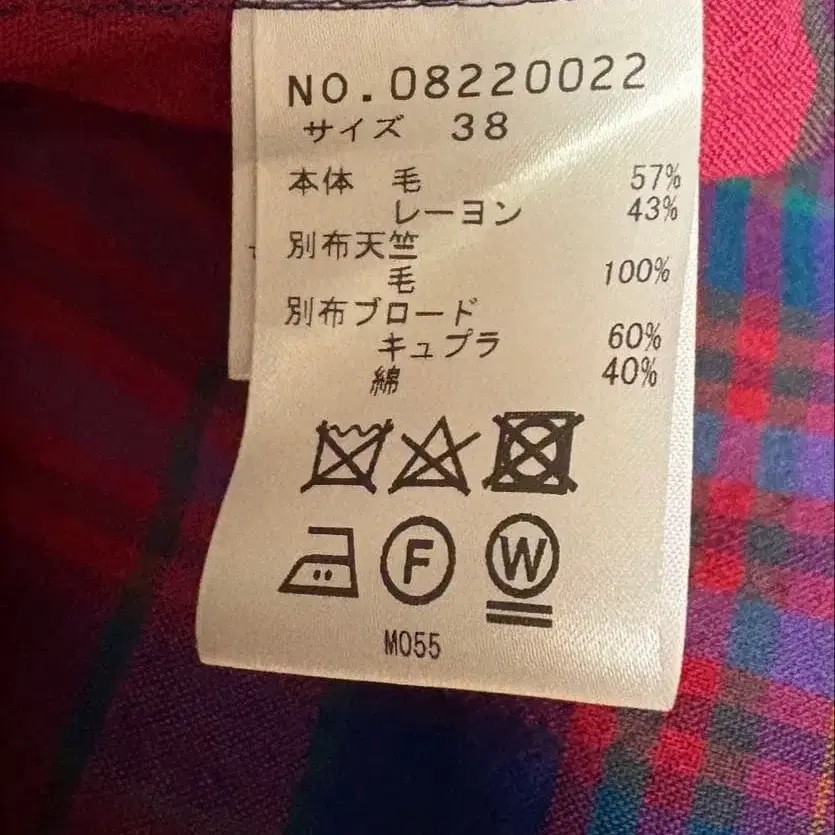 NO.08220022
サイズ 38
本体 毛 57%
レーヨン 43%
別布天竺
毛 100%
別布ブロード
キュプラ 60%
綿 40%
F W
M055